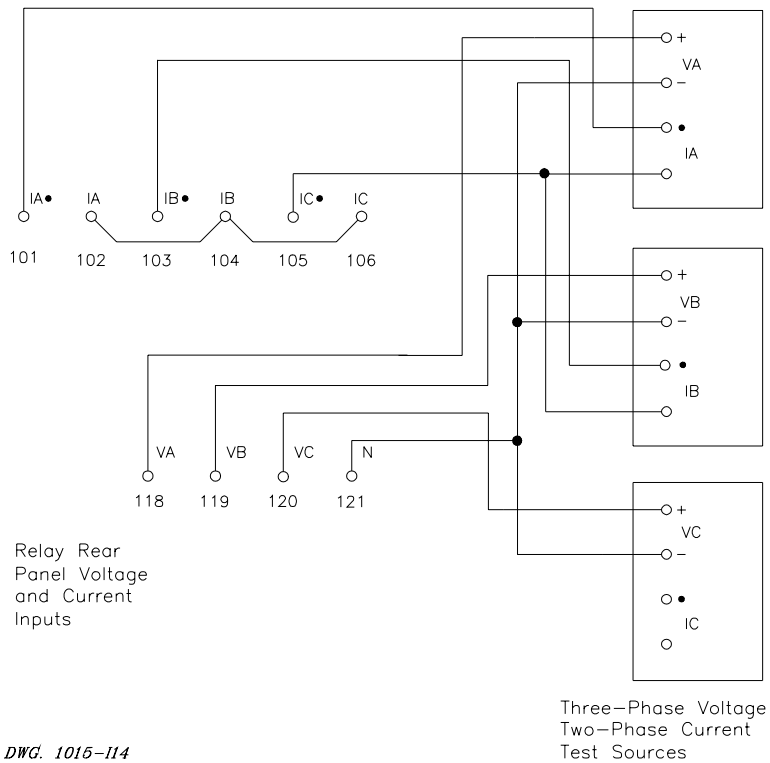 +
VA
−
•
IA
IA• IA IB• IB IC• IC
101 102 103 104 105 106
+
VB
−
•
IB
VA VB VC N
118 119 120 121
+
VC
−
•
IC
Relay Rear
Panel Voltage
and Current
Inputs
Three−Phase Voltage
Two−Phase Current
Test Sources
DWG. 1015−I14